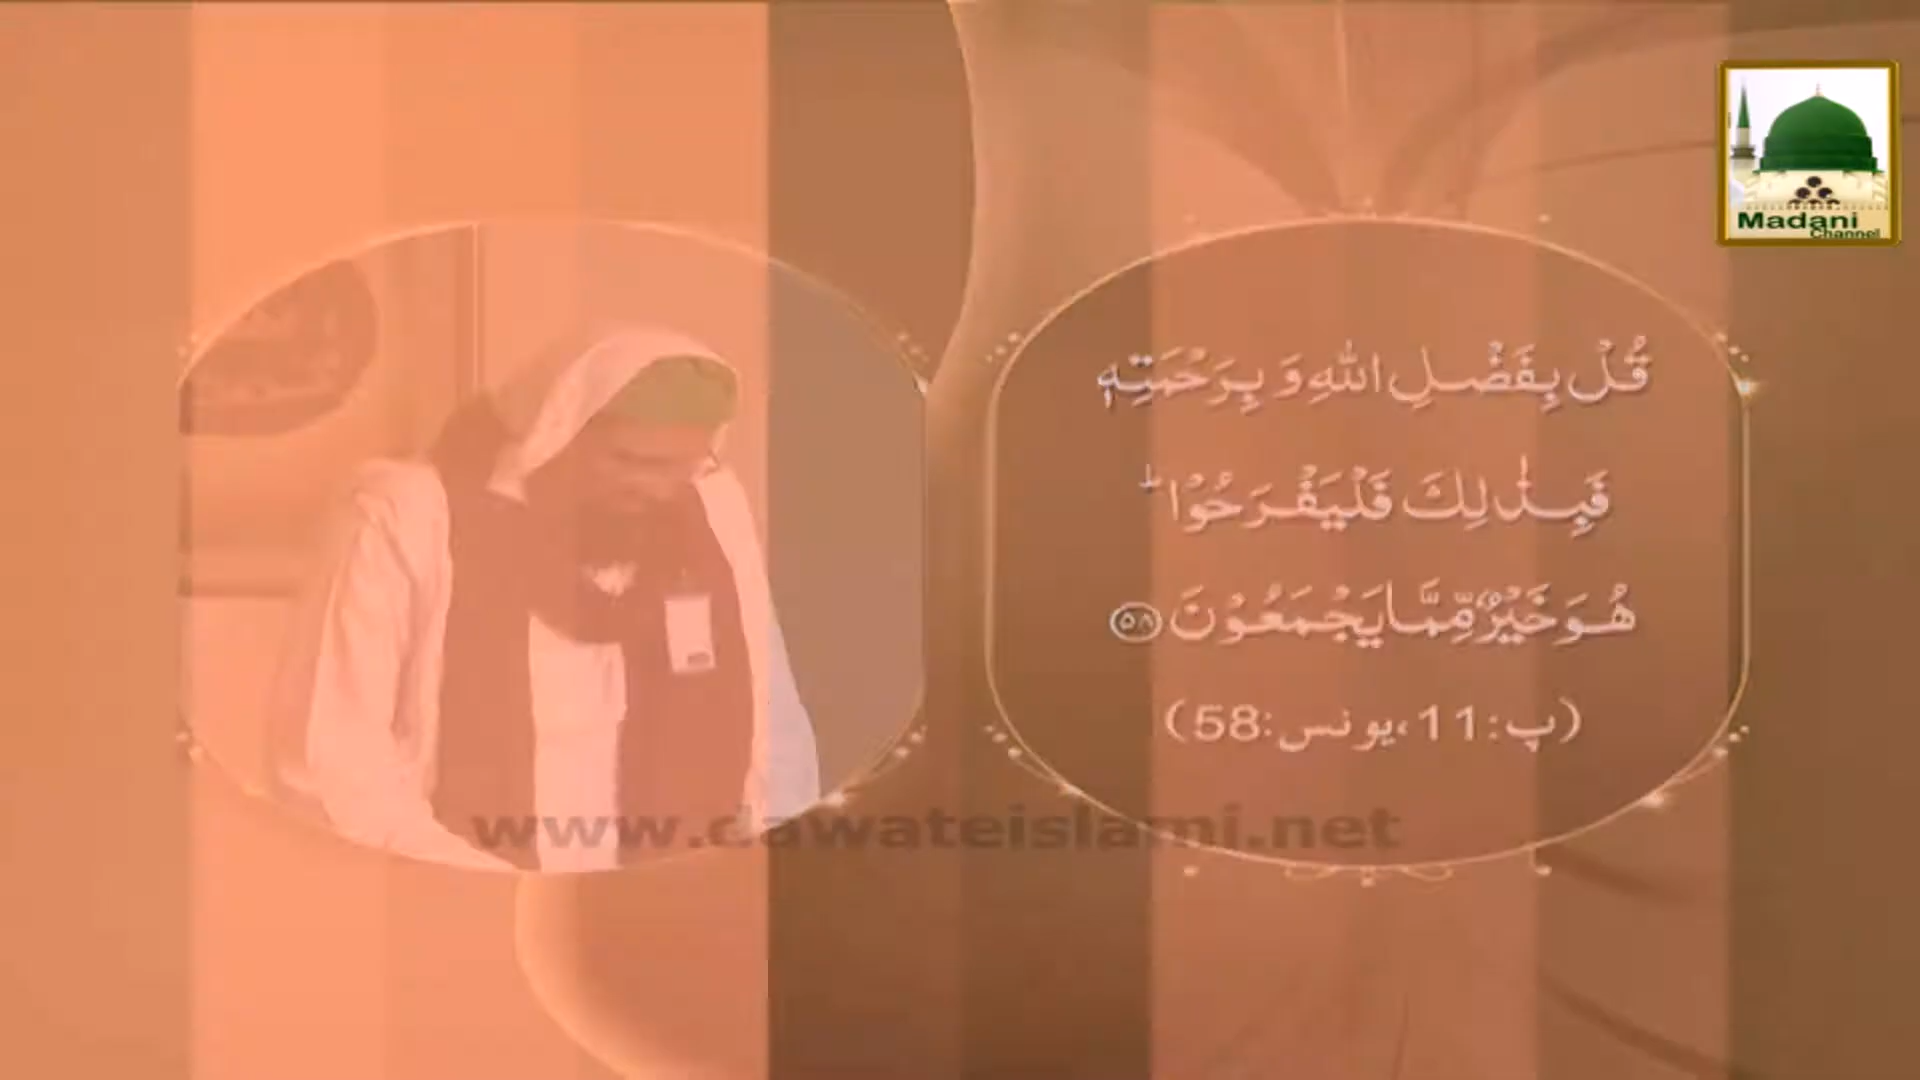 قُلْ بِفَضْلِ اللّٰهِ وَ بِرَحْمَتِهٖ
فَبِذٰلِكَ فَلْیَفْرَحُوْاؕ
هُوَ خَیْرٌ مِّمَّا یَجْمَعُوْنَ ﴿۵۸﴾
(پ:11،یونس:58)
www.dawateislami.net
Madani
Channel